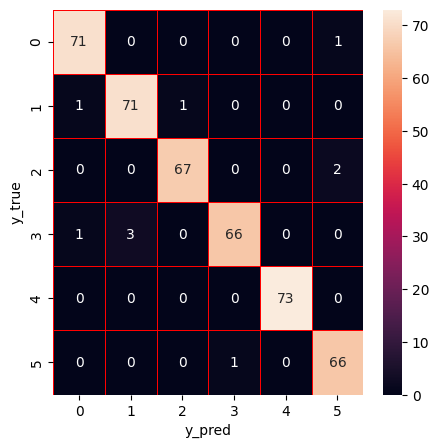 0 71 0 0 0 0 1
1 1 71 1 0 0 0
2 0 0 67 0 0 2
3 1 3 0 66 0 0
4 0 0 0 0 73 0
5 0 0 0 1 0 66
0 1 2 3 4 5
y_true
y_pred
70
60
50
40
30
20
10
0